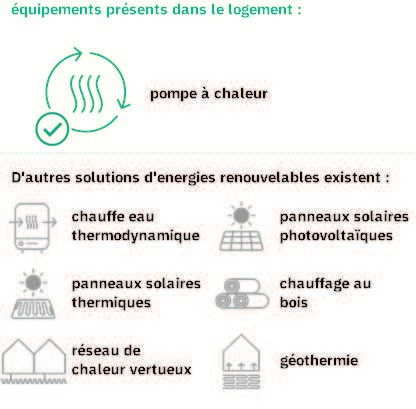 équipements présents dans le logement :
pompe à chaleur
D'autres solutions d'energies renouvelables existent :
chauffe eau
thermodynamique
panneaux solaires
photovoltaïques
panneaux solaires
thermiques
chauffage au
bois
réseau de
chaleur vertueux
géothermie